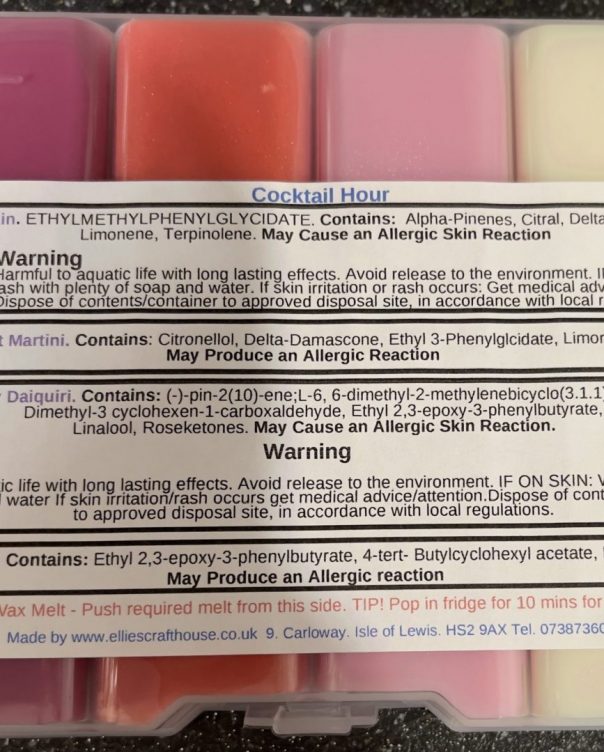 Cocktail Hour
in. ETHYLMETHYLPHENYLGLYCIDATE. Contains: Alpha-Pinenes, Citral, Delta
Limonene, Terpinolene. May Cause an Allergic Skin Reaction
Warning
Harmful to aquatic life with long lasting effects. Avoid release to the environment. I
ash with plenty of soap and water. If skin irritation or rash occurs: Get medical adv
Dispose of contents/container to approved disposal site, in accordance with local r
t Martini. Contains: Citronellol, Delta-Damascone, Ethyl 3-Phenylglcidate, Limor
May Produce an Allergic Reaction
Daiquiri. Contains: (-)-pin-2(10)-ene;L-6, 6-dimethyl-2-methylenebicyclo(3.1.1)
Dimethyl-3 cyclohexen-1-carboxaldehyde, Ethyl 2,3-epoxy-3-phenylbutyrate,
Linalool, Roseketones. May Cause an Allergic Skin Reaction.
Warning
ic life with long lasting effects. Avoid release to the environment. IF ON SKIN: V
water If skin irritation/rash occurs get medical advice/attention.Dispose of cont
to approved disposal site, in accordance with local regulations.
Contains: Ethyl 2,3-epoxy-3-phenylbutyrate, 4-tert- Butylcyclohexyl acetate,
May Produce an Allergic reaction
Wax Melt - Push required melt from this side. TIP! Pop in fridge for 10 mins for
Made by www.elliescrafthouse.co.uk 9. Carloway. Isle of Lewis. HS2 9AX Tel. 07387360